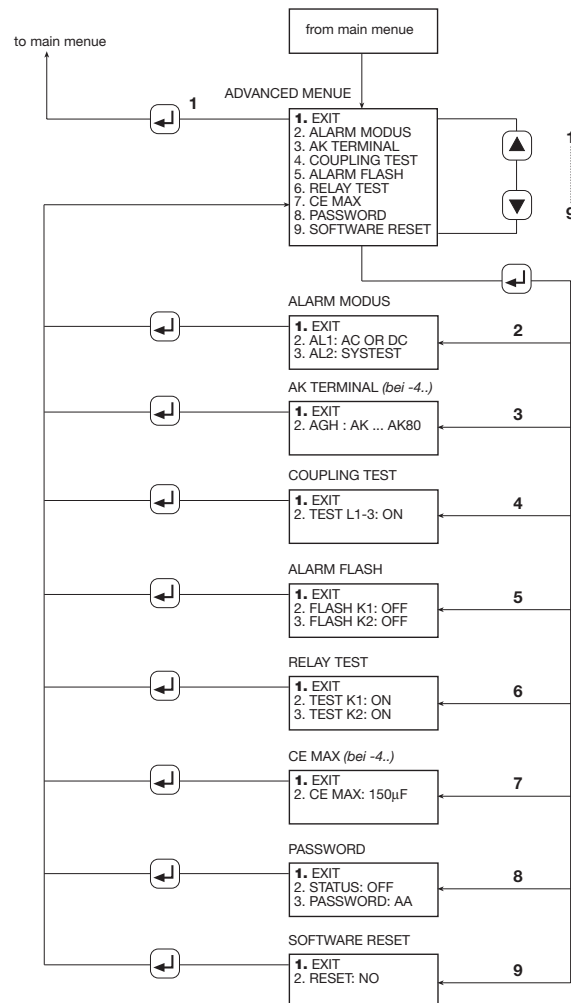 from main menue
to main menue
ADVANCED MENUE
1
1. EXIT
2. ALARM MODUS
3. AK TERMINAL
4. COUPLING TEST
5. ALARM FLASH
6. RELAY TEST
7. CE MAX
8. PASSWORD
9. SOFTWARE RESET
1
9
ALARM MODUS
1. EXIT
2. AL1: AC OR DC
3. AL2: SYSTEST
2
AK TERMINAL (bei -4..)
1. EXIT
2. AGH : AK ... AK80
3
COUPLING TEST
1. EXIT
2. TEST L1-3: ON
4
ALARM FLASH
1. EXIT
2. FLASH K1: OFF
3. FLASH K2: OFF
5
RELAY TEST
1. EXIT
2. TEST K1: ON
3. TEST K2: ON
6
CE MAX (bei -4..)
1. EXIT
2. CE MAX: 150µF
7
PASSWORD
1. EXIT
2. STATUS: OFF
3. PASSWORD: AA
8
SOFTWARE RESET
1. EXIT
2. RESET: NO
9